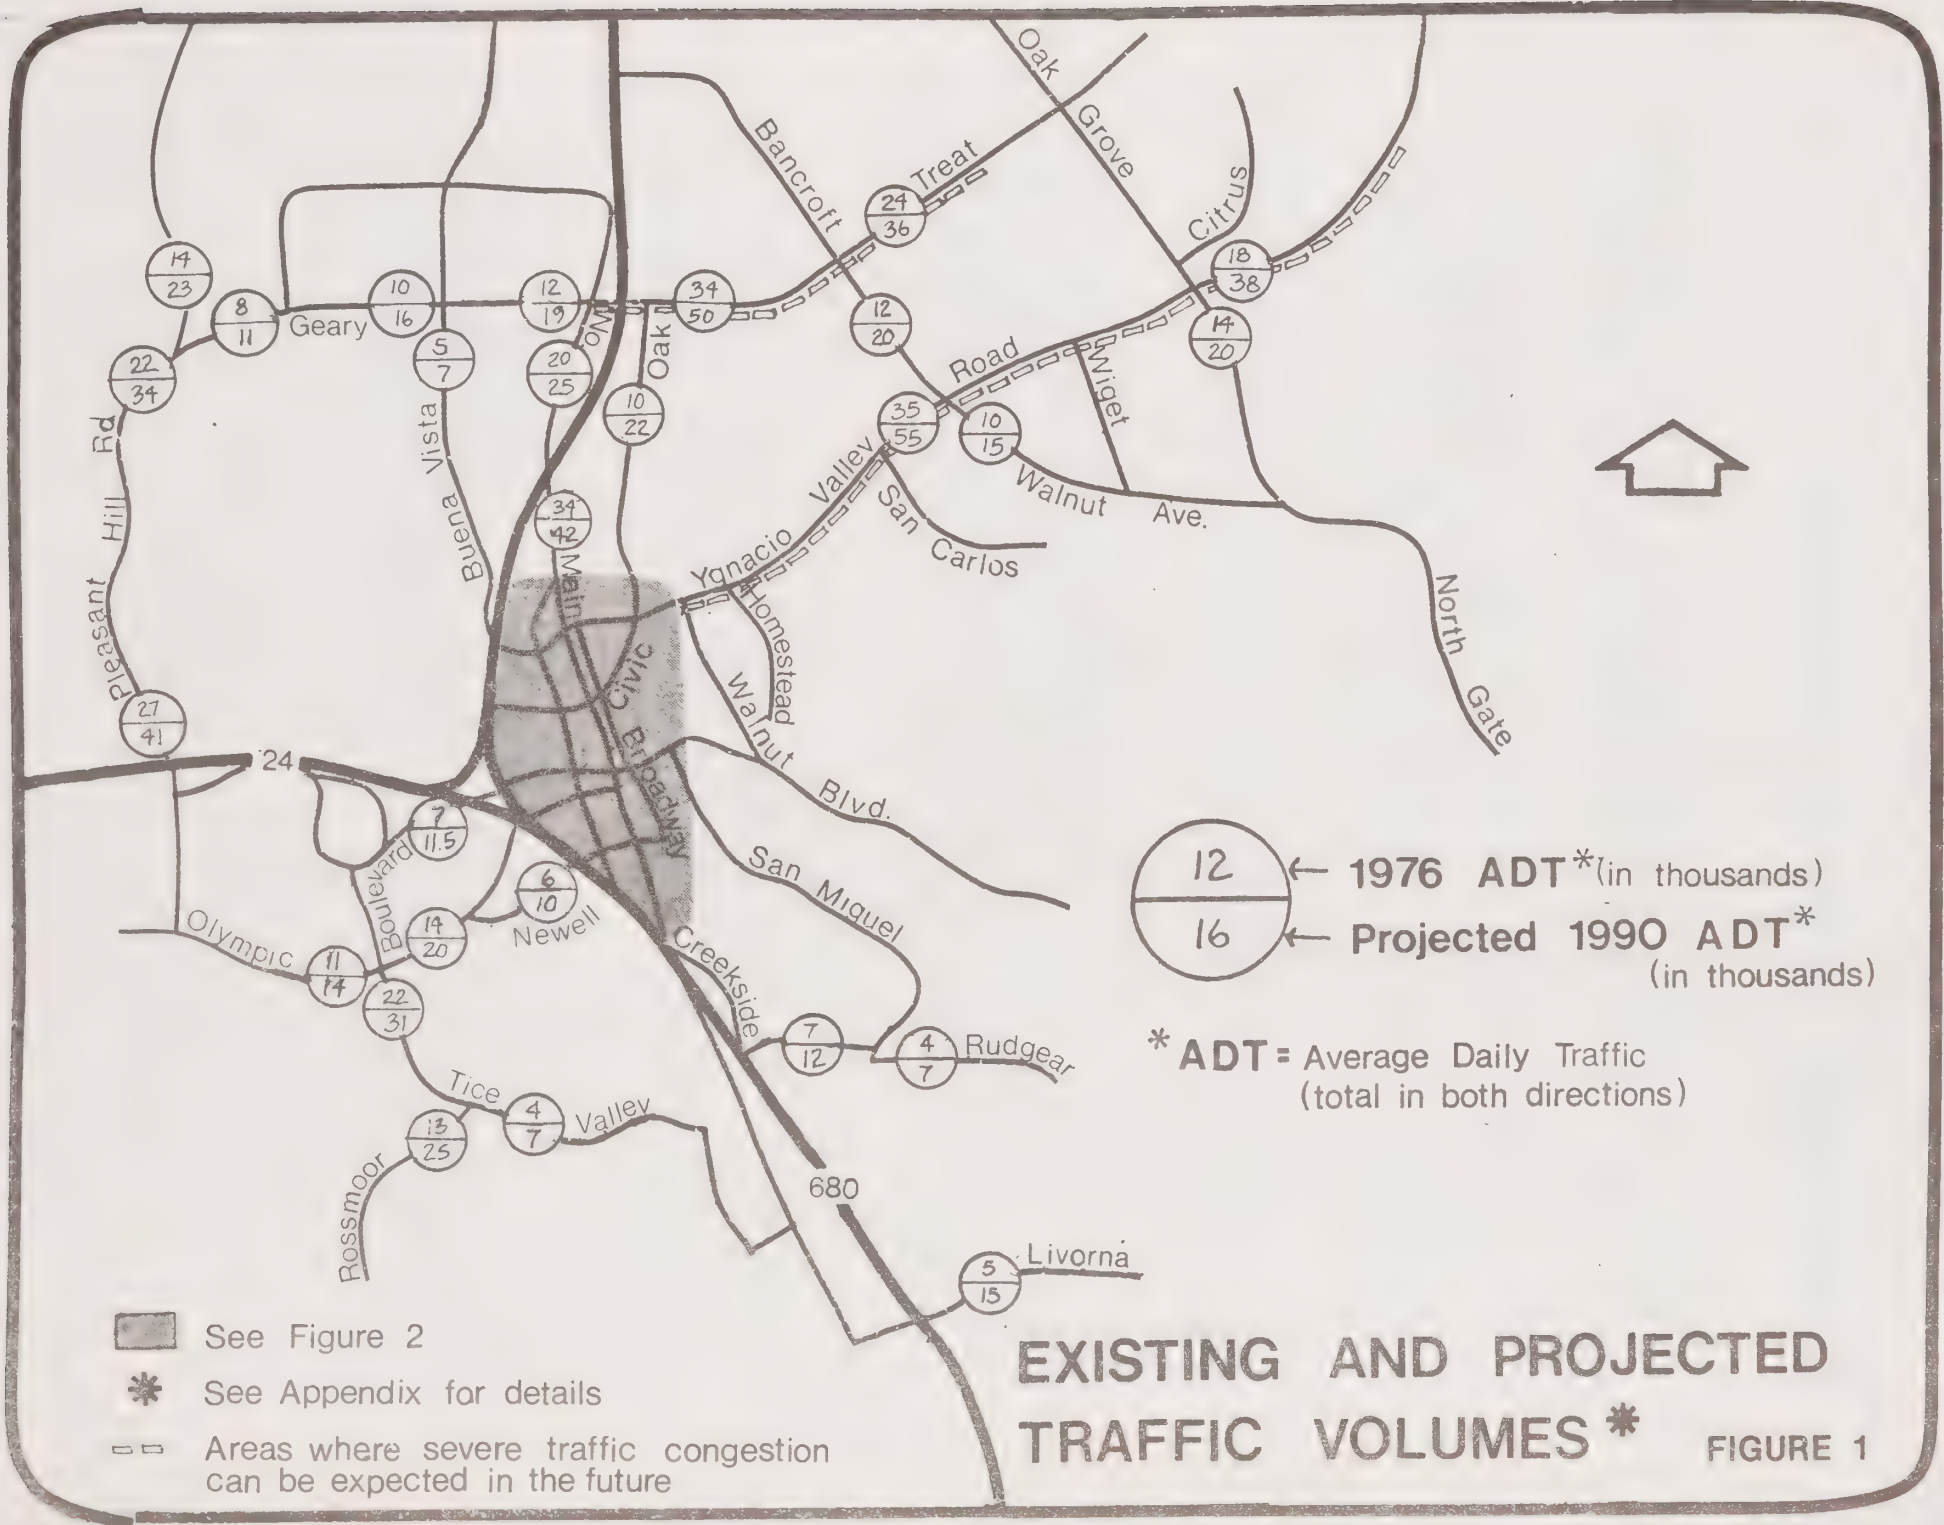 Oak
Grove
Bancroft
Treat
24
36
Citrus
18
38
14
23
8
11
Geary
10
16
12
19
34
50
12
20
14
20
22
34
5
7
20
25
Oak
10
22
Road
Wiget
35
55
10
15
Walnut Ave.
Pleasant Hill Rd
Buena Vista
34
42
Main
Ygnacio Valley
San Carlos
Homestead
North Gate
Civic
Walnut Blvd.
27
41
24
Broadway
7
11.5
Boulevard
6
10
Newell
San Miguel
Olympic
14
20
11
14
22
31
Creekside
7
12
4
7
Rudgear
Tice Valley
4
7
13
25
Rossmoor
680
5
15
Livorna
12 ← 1976 ADT* (in thousands)
16 ← Projected 1990 ADT*
(in thousands)
* ADT = Average Daily Traffic
(total in both directions)
See Figure 2
* See Appendix for details
Areas where severe traffic congestion
can be expected in the future
EXISTING AND PROJECTED
TRAFFIC VOLUMES *
FIGURE 1